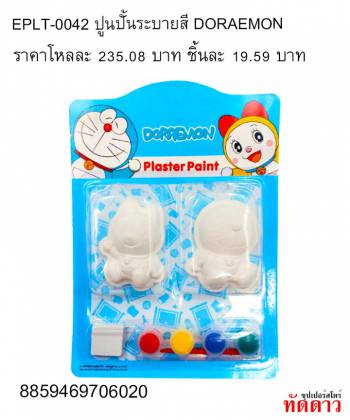 EPLT-0042 ปูนปั้นระบายสี DORAEMON
ราคาโหลละ 235.08 บาท ชิ้นละ 19.59 บาท
DORAEMON
Plaster Paint
8859469706020
ซุปเปอร์สโตร์
ทัดดาว